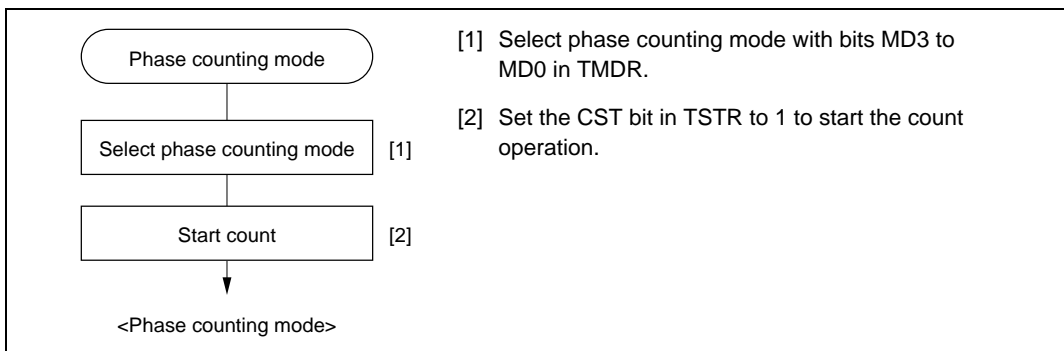 Phase counting mode
Select phase counting mode [1]
Start count [2]
<Phase counting mode>
[1] Select phase counting mode with bits MD3 to
MD0 in TMDR.
[2] Set the CST bit in TSTR to 1 to start the count
operation.